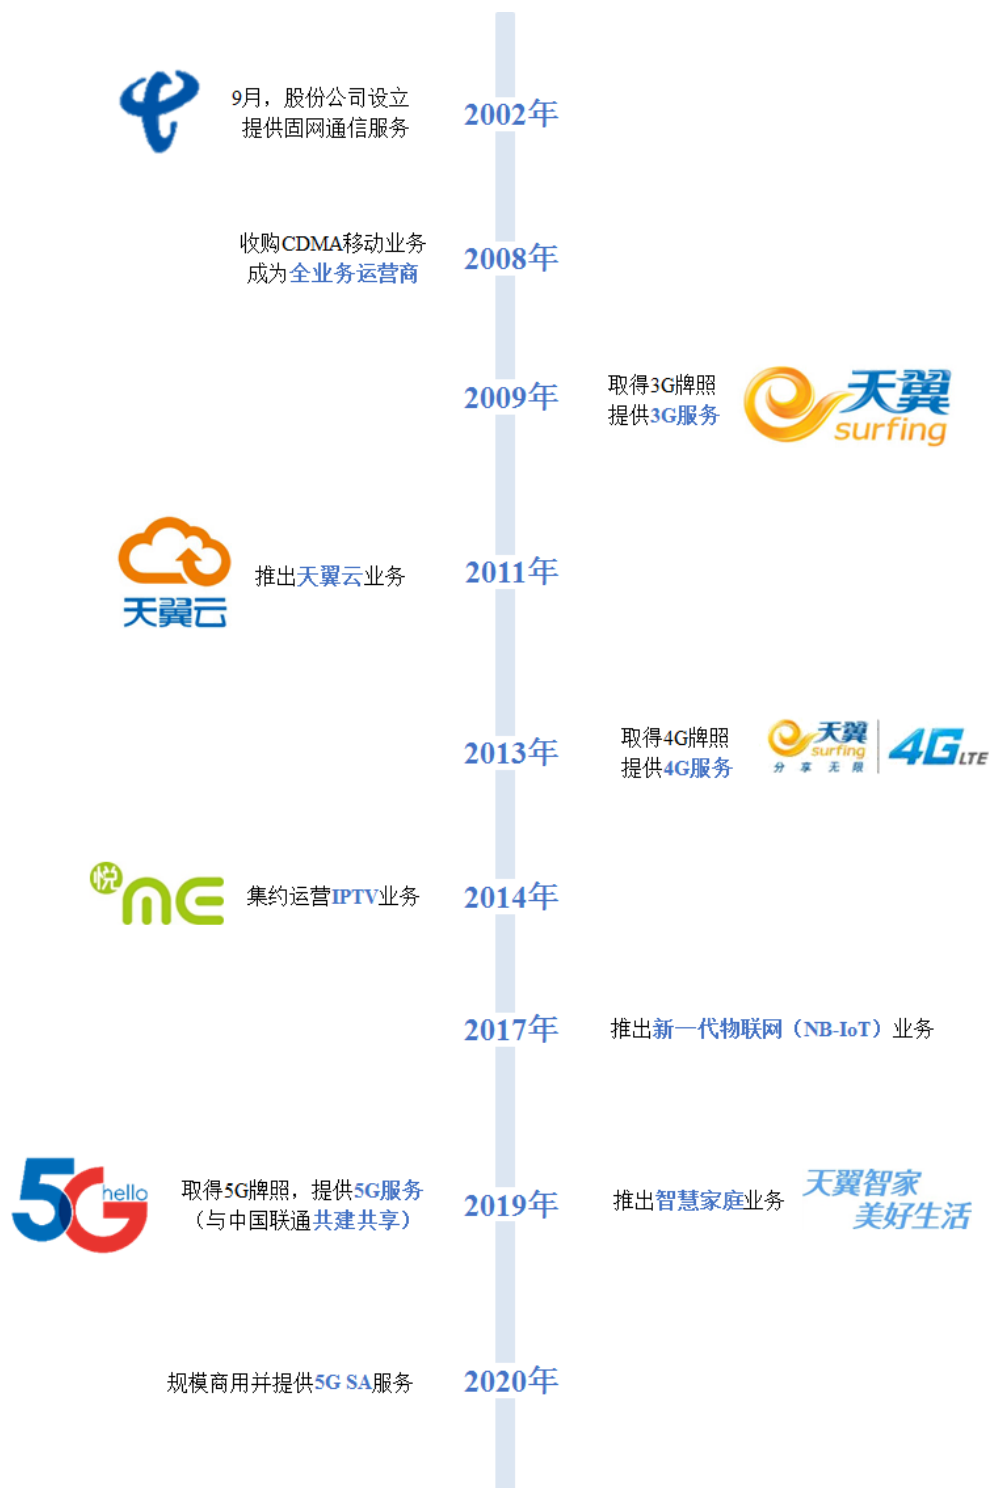 9月，股份公司设立
提供固网通信服务
2002年
收购CDMA移动业务
成为全业务运营商
2008年
2009年
取得3G牌照
提供3G服务
天翼
surfing
天翼云
推出天翼云业务
2011年
2013年
取得4G牌照
提供4G服务
天翼
surfing
分享无限
4G LTE
悦
me
集约运营IPTV业务
2014年
2017年
推出新一代物联网（NB-IoT）业务
5G
hello
取得5G牌照，提供5G服务
（与中国联通共建共享）
2019年
推出智慧家庭业务
天翼智家
美好生活
规模商用并提供5G SA服务
2020年